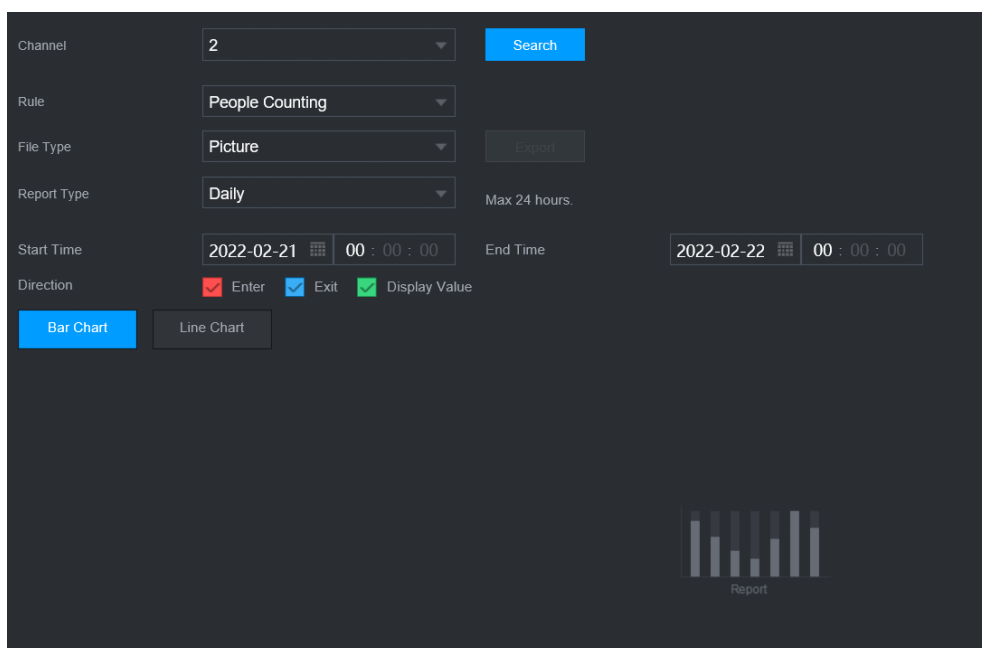 Channel 2 Search
Rule People Counting
File Type Picture Export
Report Type Daily Max 24 hours.
Start Time 2022-02-21 00 : 00 : 00 End Time 2022-02-22 00 : 00 : 00
Direction Enter Exit Display Value
Bar Chart Line Chart
Report